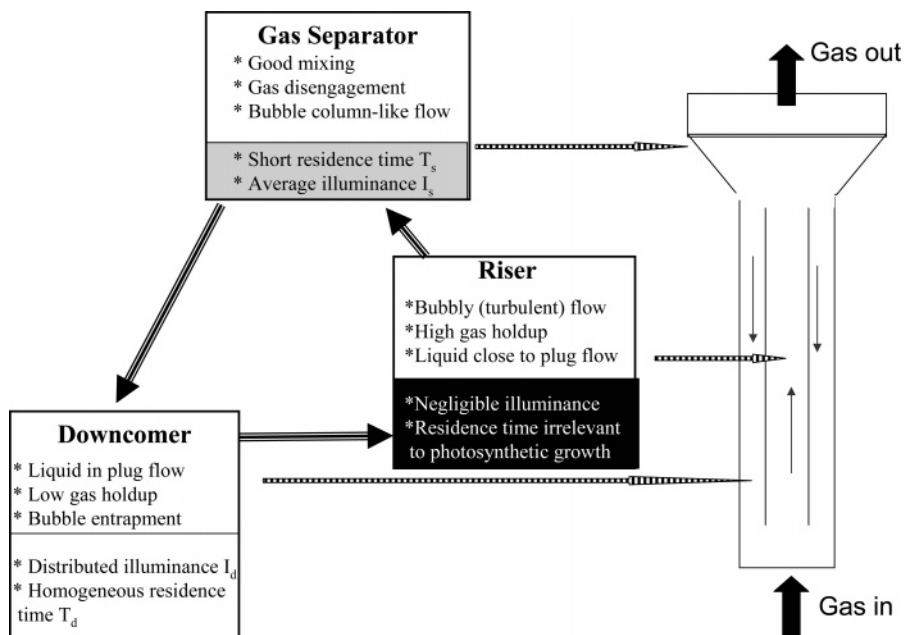 Gas Separator
* Good mixing
* Gas disengagement
* Bubble column-like flow
* Short residence time Ts
* Average illuminance Is
Gas out
Riser
*Bubbly (turbulent) flow
*High gas holdup
*Liquid close to plug flow
*Negligible illuminance
*Residence time irrelevant
to photosynthetic growth
Downcomer
* Liquid in plug flow
* Low gas holdup
* Bubble entrapment
* Distributed illuminance Id
* Homogeneous residence
time Td
Gas in